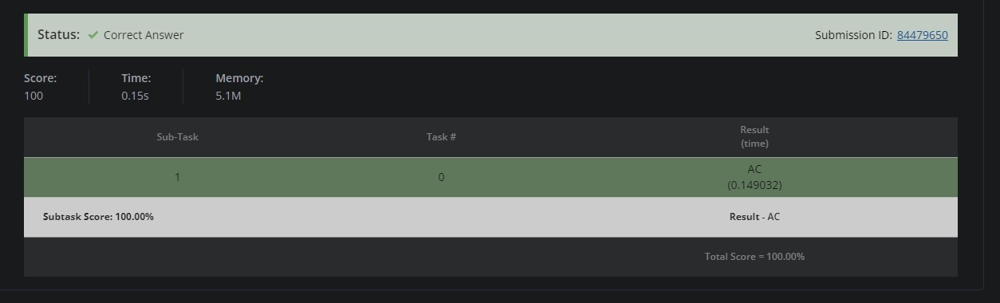 Status: Correct Answer Submission ID: 84479650
Score: Time: Memory:
100 0.15s 5.1M
Sub-Task Task # Result
(time)
1 0 AC
(0.149032)
Subtask Score: 100.00% Result - AC
Total Score = 100.00%